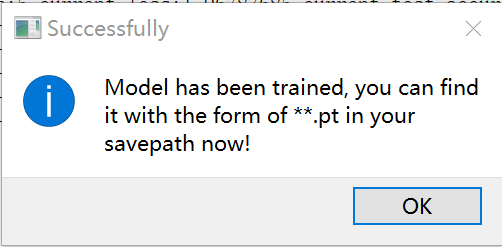 Successfully
Model has been trained, you can find
it with the form of **.pt in your
savepath now!
OK